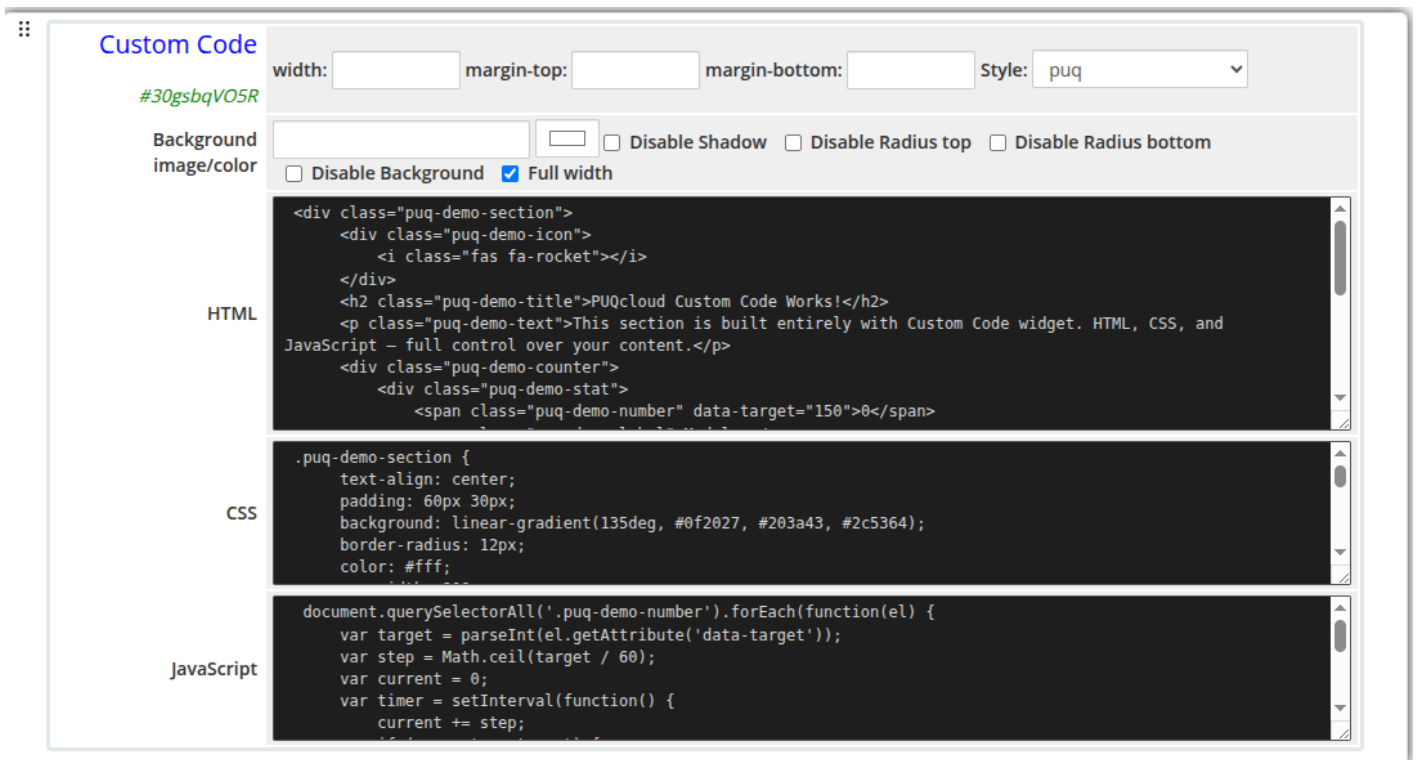 Custom Code
#30gsbqVO5R
width: margin-top: margin-bottom: Style: puq
Background image/color
Disable Shadow Disable Radius top Disable Radius bottom
Disable Background Full width
HTML
<div class="puq-demo-section">
<div class="puq-demo-icon">
<i class="fas fa-rocket"></i>
</div>
<h2 class="puq-demo-title">PUQcloud Custom Code Works!</h2>
<p class="puq-demo-text">This section is built entirely with Custom Code widget. HTML, CSS, and
JavaScript — full control over your content.</p>
<div class="puq-demo-counter">
<div class="puq-demo-stat">
<span class="puq-demo-number" data-target="150">0</span>
CSS
.puq-demo-section {
text-align: center;
padding: 60px 30px;
background: linear-gradient(135deg, #0f2027, #203a43, #2c5364);
border-radius: 12px;
color: #fff;
JavaScript
document.querySelectorAll('.puq-demo-number').forEach(function(el) {
var target = parseInt(el.getAttribute('data-target'));
var step = Math.ceil(target / 60);
var current = 0;
var timer = setInterval(function() {
current += step;